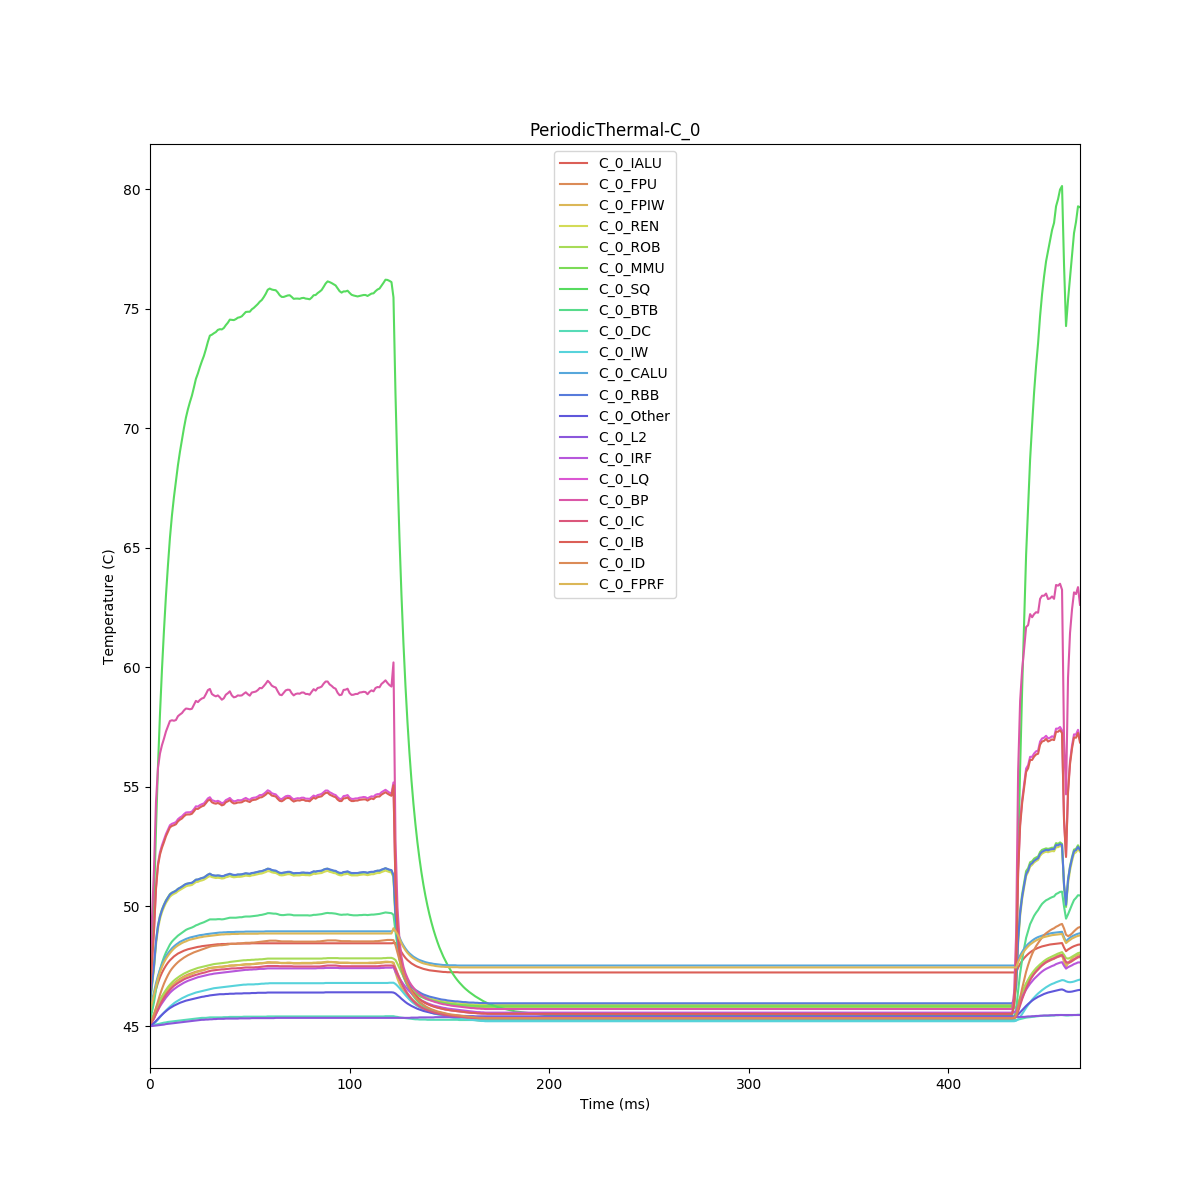 PeriodicThermal-C_0
C_0_IALU
C_0_FPU
C_0_FPIW
C_0_REN
C_0_ROB
C_0_MMU
C_0_SQ
C_0_BTB
C_0_DC
C_0_IW
C_0_CALU
C_0_RBB
C_0_Other
C_0_L2
C_0_IRF
C_0_LQ
C_0_BP
C_0_IC
C_0_IB
C_0_ID
C_0_FPRF
Temperature (C)
80
75
70
65
60
55
50
45
0 100 200 300 400
Time (ms)